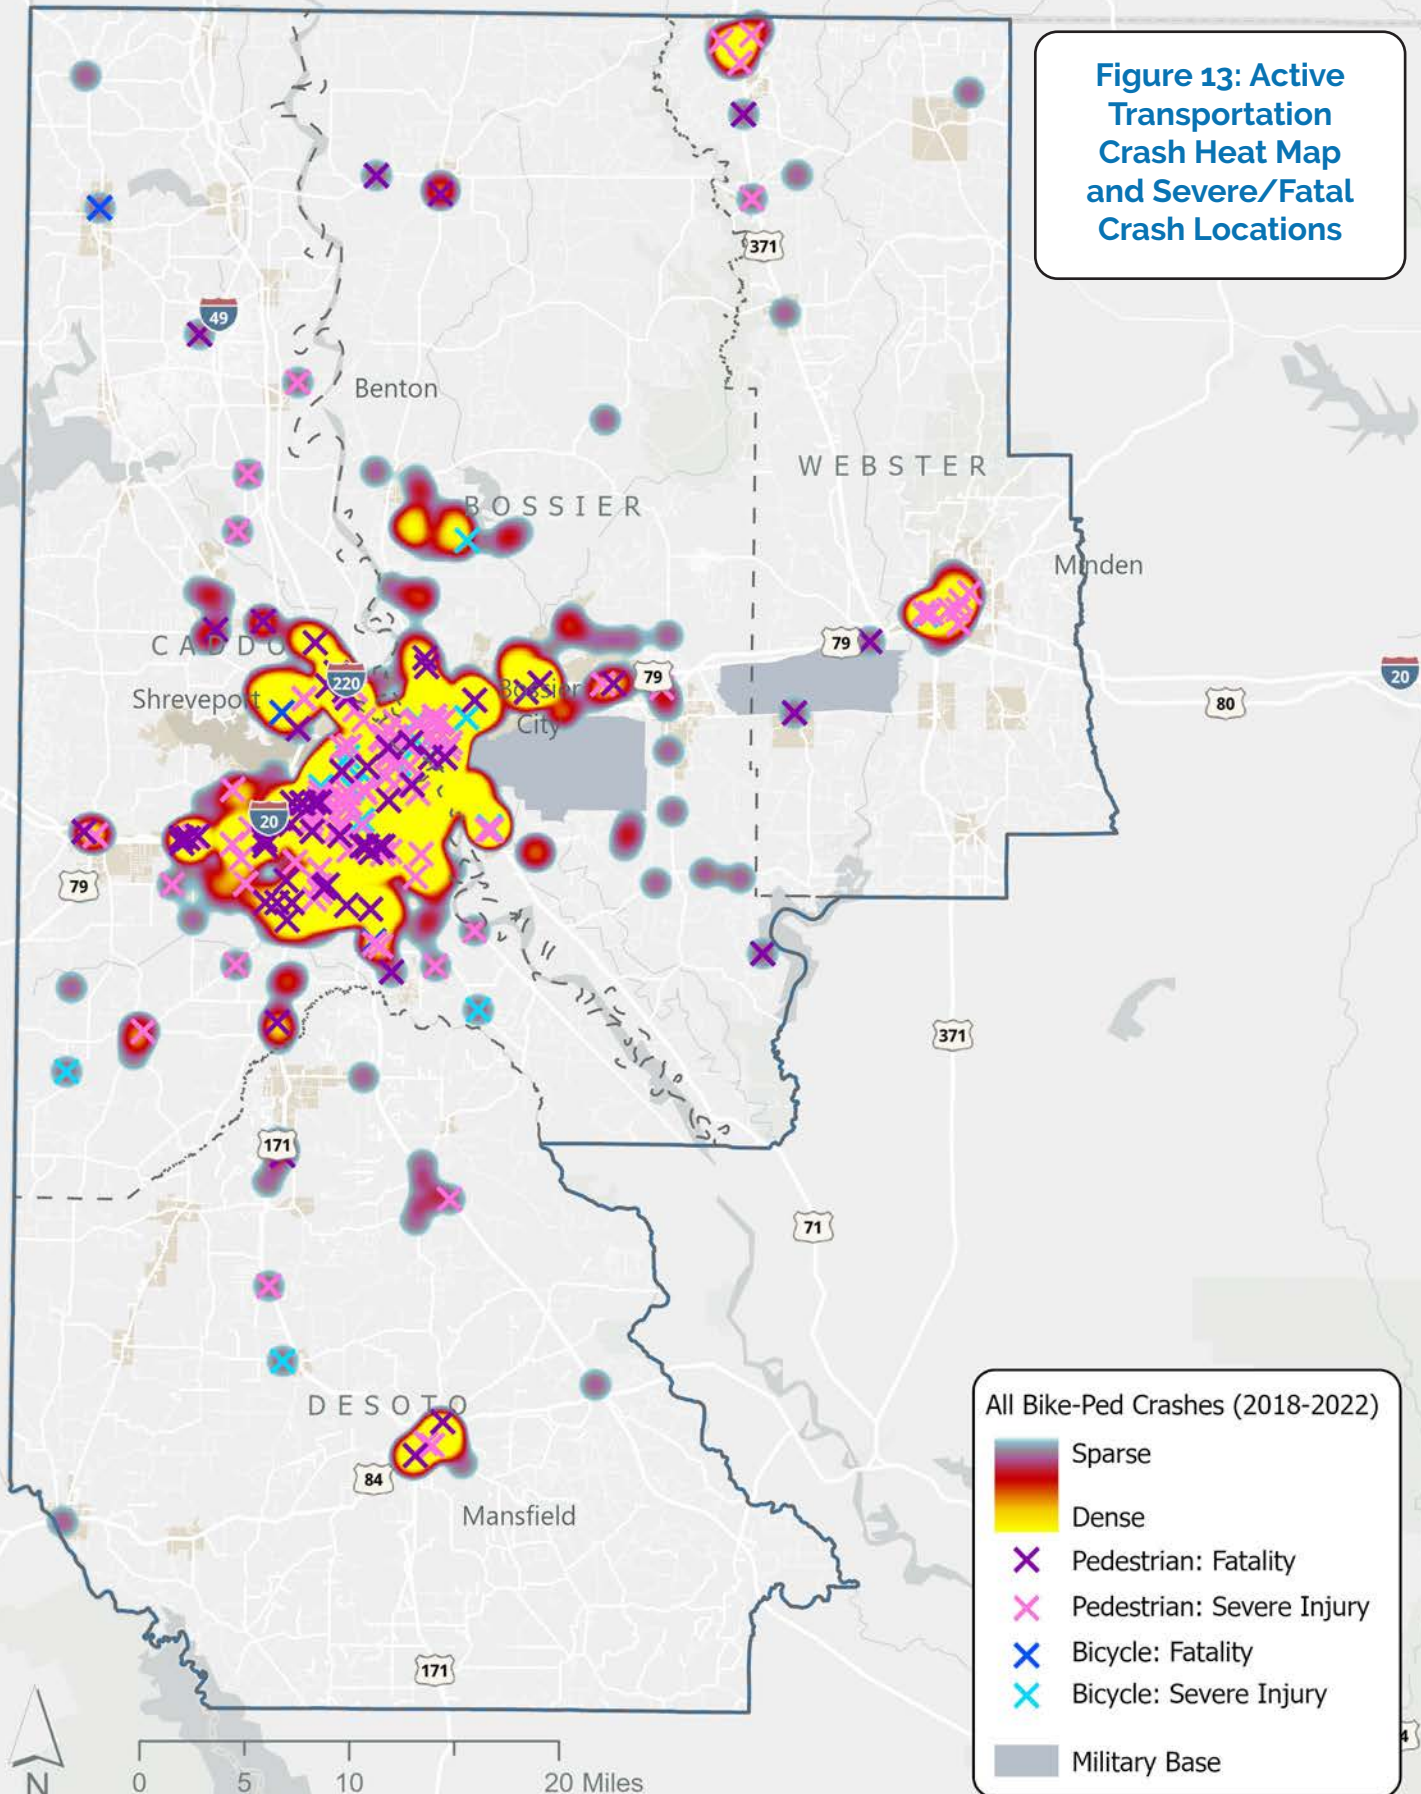 Figure 13: Active
Transportation
Crash Heat Map
and Severe/Fatal
Crash Locations
371
49
Benton
WEBSTER
BOSSIER
Minden
CADDO
79
220
79
20
Shreveport
Bossier
City
80
20
79
371
171
71
DESOTO
84
Mansfield
171
All Bike-Ped Crashes (2018-2022)
Sparse
Dense
Pedestrian: Fatality
Pedestrian: Severe Injury
Bicycle: Fatality
Bicycle: Severe Injury
Military Base
4
N
0 5 10 20 Miles